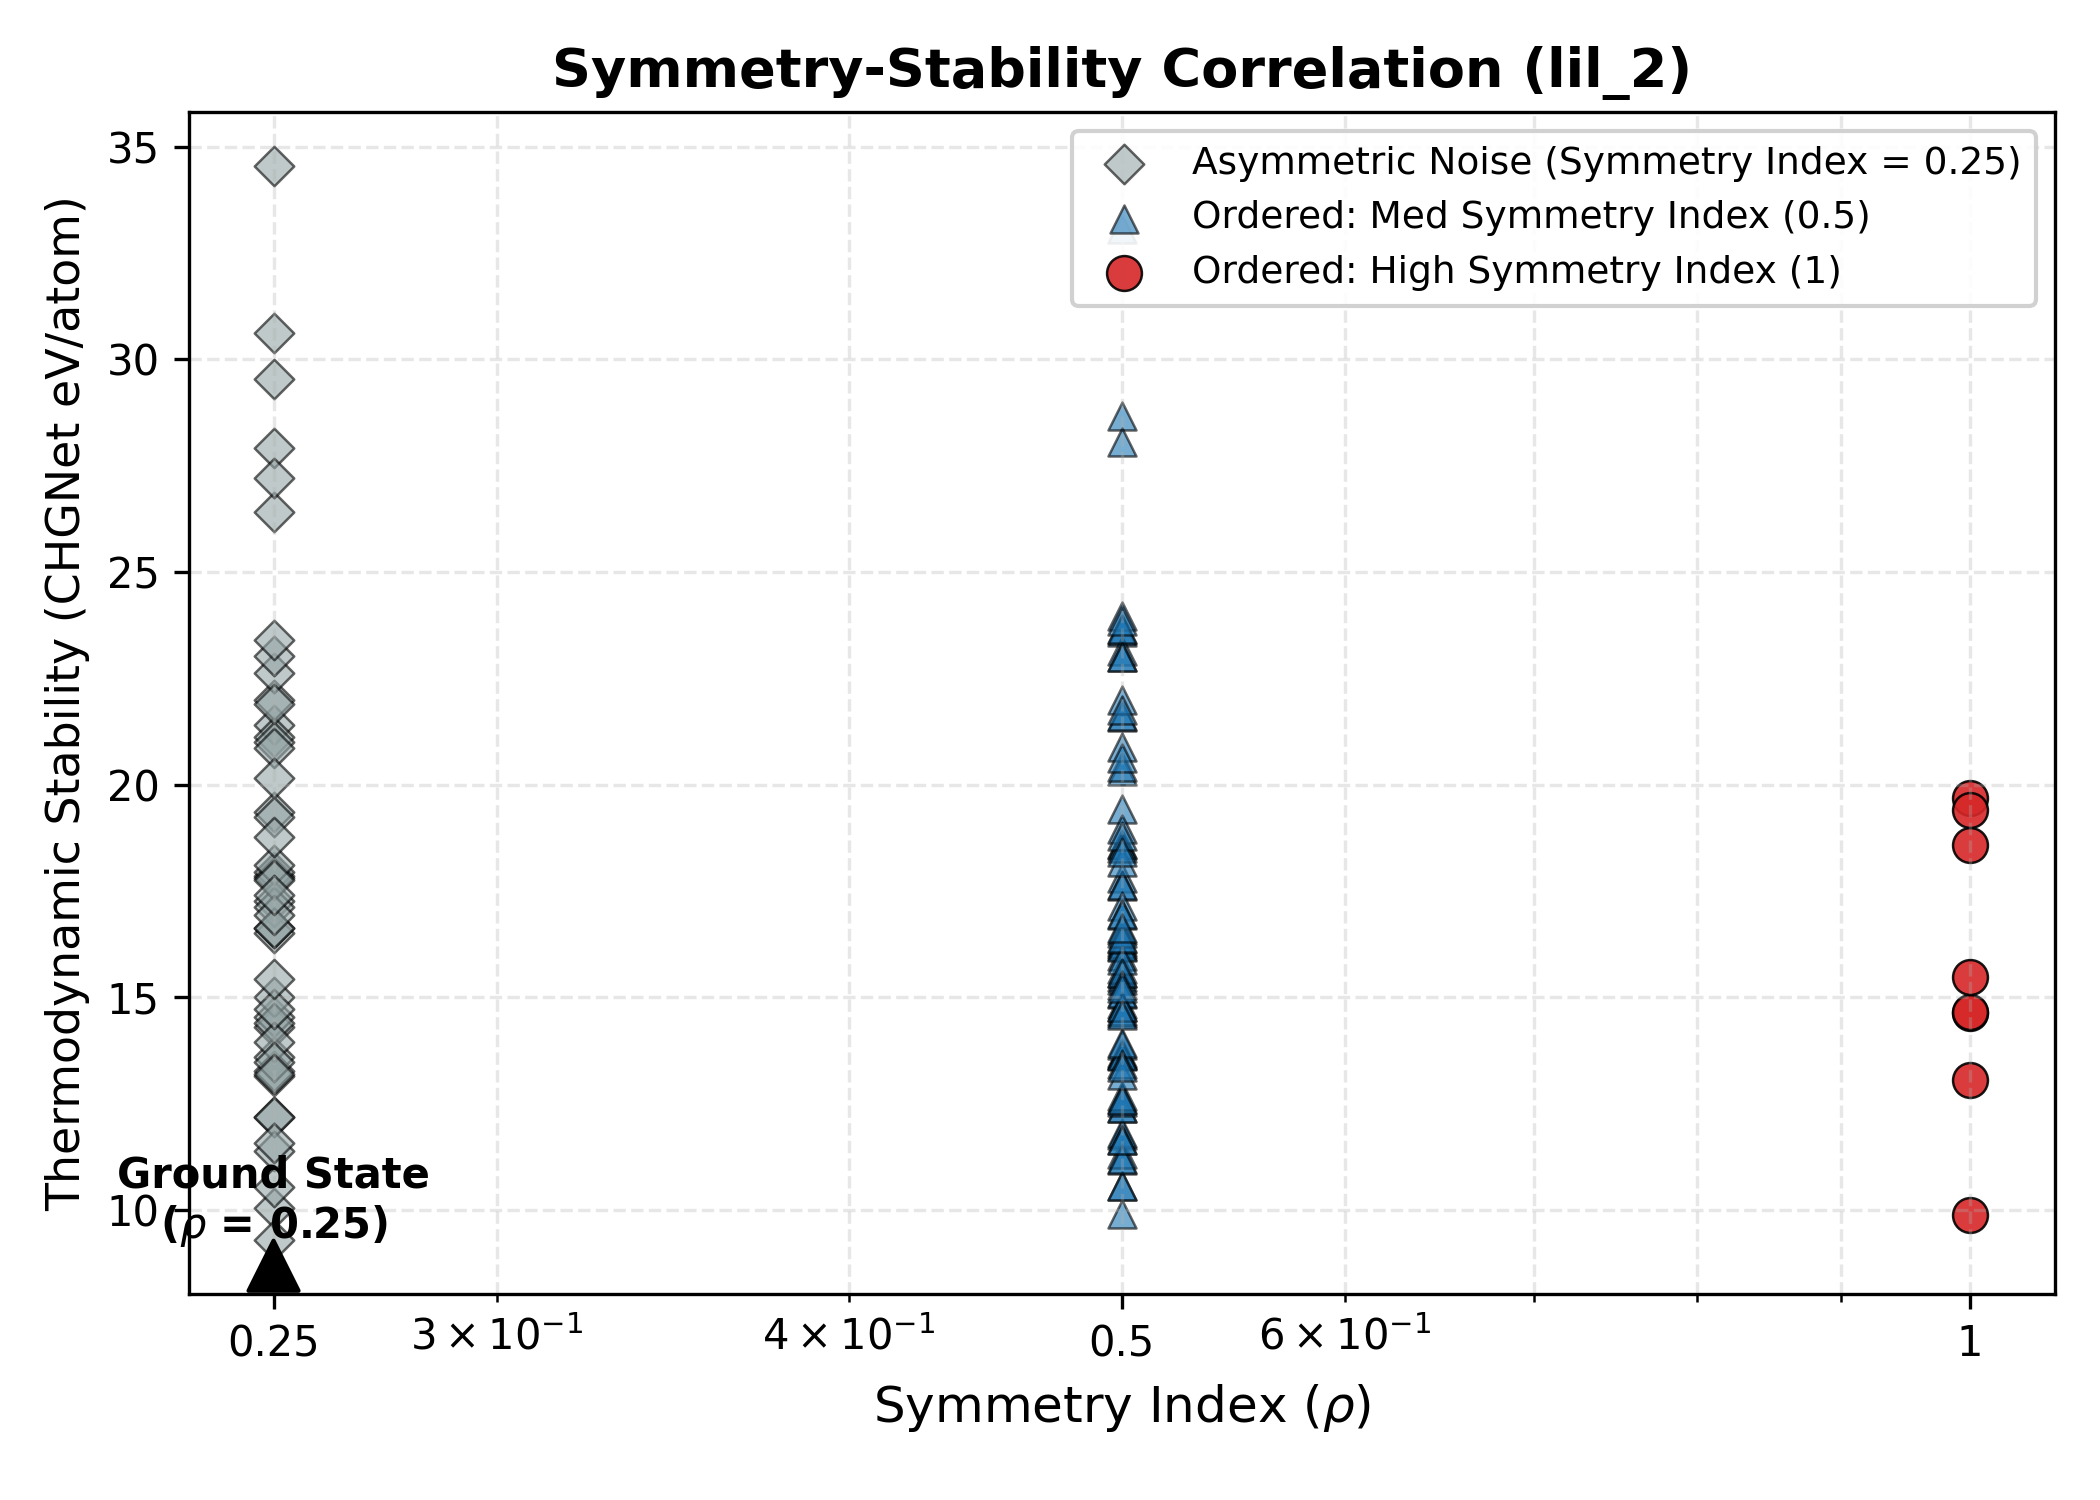 Symmetry-Stability Correlation (lil_2)
Asymmetric Noise (Symmetry Index = 0.25)
Ordered: Med Symmetry Index (0.5)
Ordered: High Symmetry Index (1)
Thermodynamic Stability (CHGNet eV/atom)
35
30
25
20
15
10
Ground State
(ρ = 0.25)
0.25
3 × 10⁻¹
4 × 10⁻¹
0.5
6 × 10⁻¹
1
Symmetry Index (ρ)